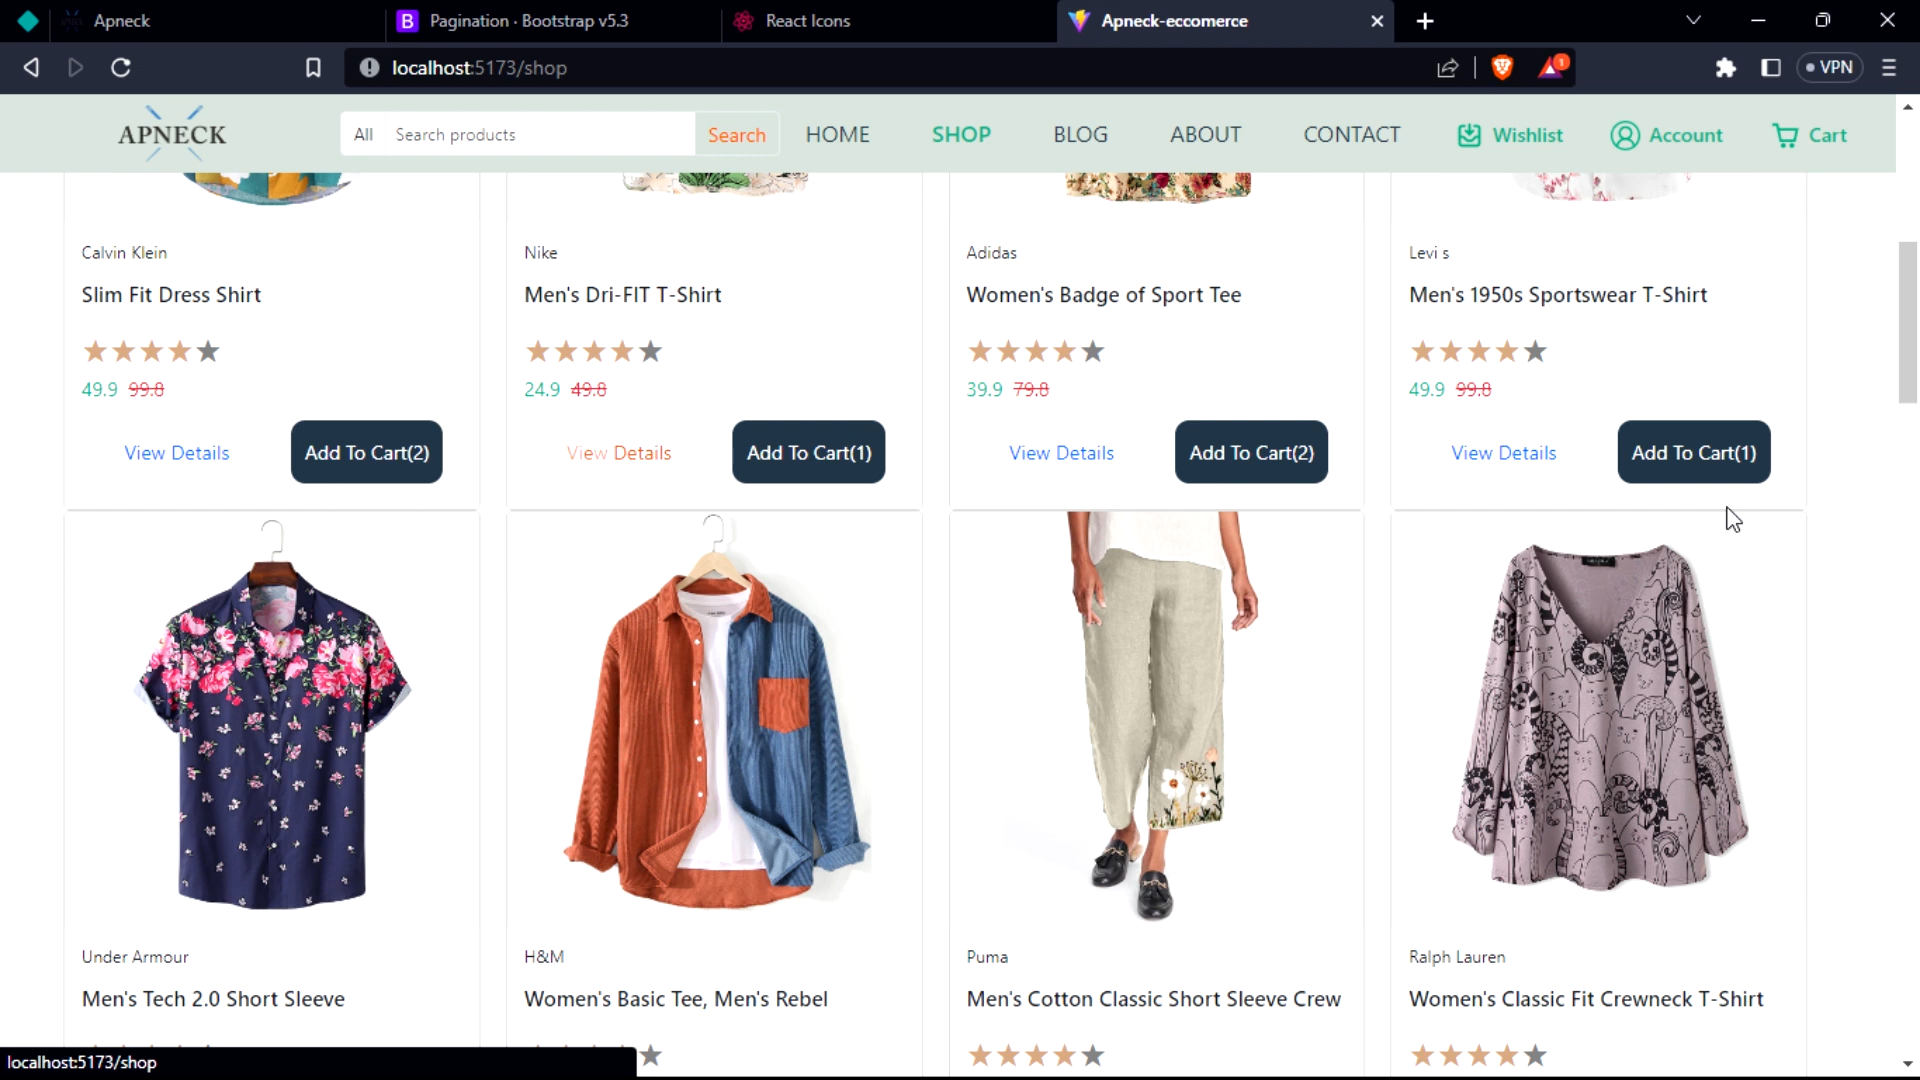 Apneck
Pagination · Bootstrap v5.3
React Icons
Apneck-eccomerce
localhost:5173/shop
1
VPN
APNECK
All
Search products
Search
HOME
SHOP
BLOG
ABOUT
CONTACT
Wishlist
Account
Cart
Calvin Klein
Nike
Adidas
Levi s
Slim Fit Dress Shirt
Men's Dri-FIT T-Shirt
Women's Badge of Sport Tee
Men's 1950s Sportswear T-Shirt
49.9 99.8
24.9 49.8
39.9 79.8
49.9 99.8
View Details
Add To Cart(2)
View Details
Add To Cart(1)
View Details
Add To Cart(2)
View Details
Add To Cart(1)
Under Armour
H&M
Puma
Ralph Lauren
Men's Tech 2.0 Short Sleeve
Women's Basic Tee, Men's Rebel
Men's Cotton Classic Short Sleeve Crew
Women's Classic Fit Crewneck T-Shirt
localhost:5173/shop